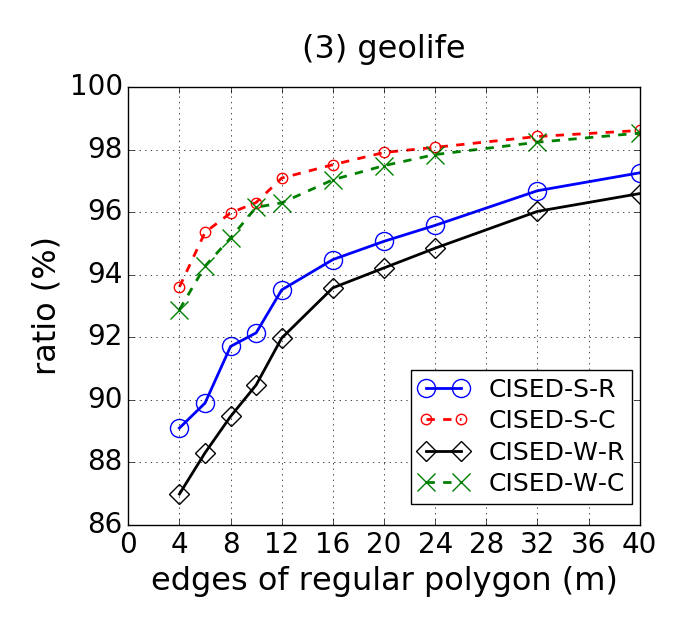 (3) geolife
100
98
96
94
92
90
88
86
ratio (%)
0 4 8 12 16 20 24 28 32 36 40
edges of regular polygon (m)
CISED-S-R
CISED-S-C
CISED-W-R
CISED-W-C